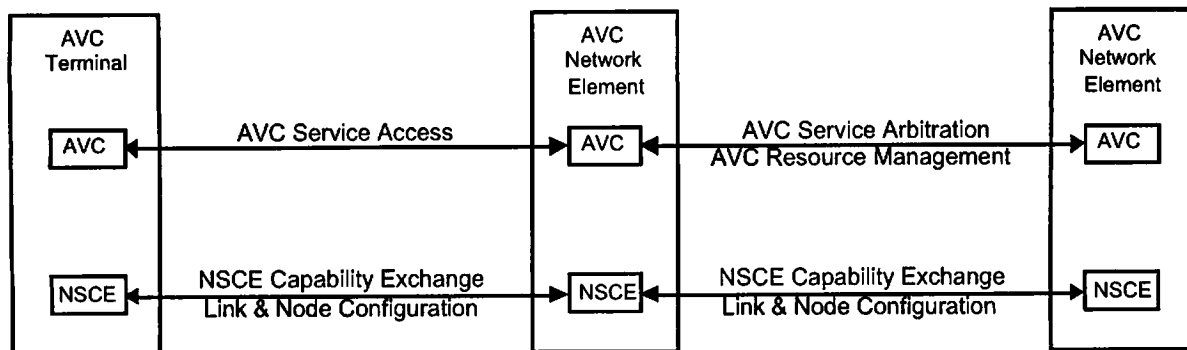 AVC
Terminal
AVC
Network
Element
AVC
Network
Element
AVC
AVC Service Access
AVC
AVC Service Arbitration
AVC Resource Management
AVC
NSCE
NSCE Capability Exchange
Link & Node Configuration
NSCE
NSCE Capability Exchange
Link & Node Configuration
NSCE